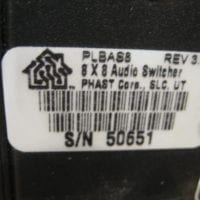 PLBAS8 REV 3.
8 X 8 Audio Switcher
PHAST Corp., SLC, UT
S/N 50651